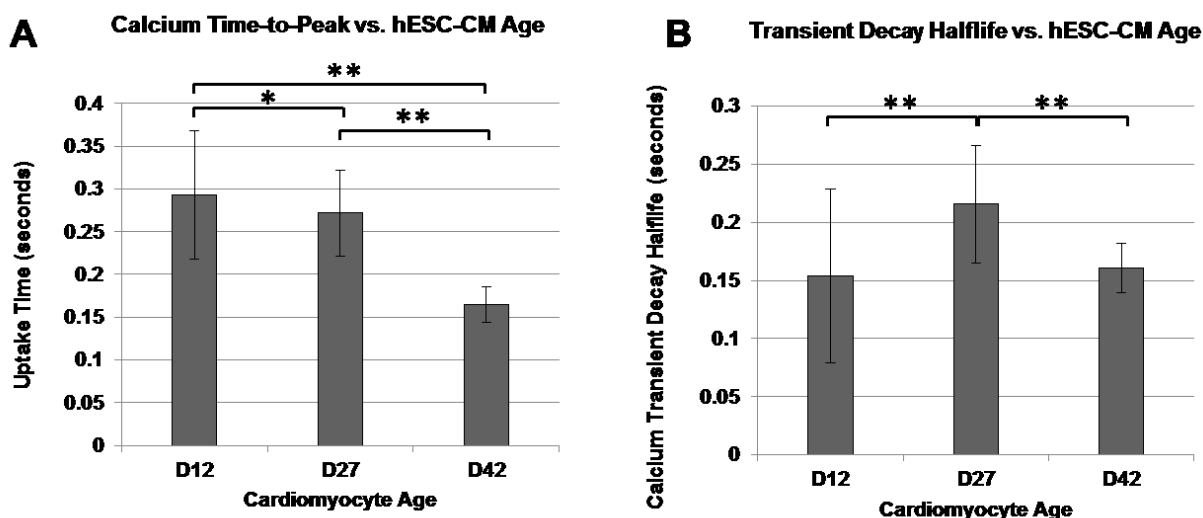 A
Calcium Time-to-Peak vs. hESC-CM Age
**
*
**
0.4
0.35
0.3
0.25
0.2
0.15
0.1
0.05
0
Uptake TIme (seconds)
D12
D27
D42
Cardiomyocyte Age
B
Transient Decay Halflife vs. hESC-CM Age
**
**
0.3
0.25
0.2
0.15
0.1
0.05
0
Calcium Transient Decay Halflife (seconds)
D12
D27
D42
Cardiomyocyte Age